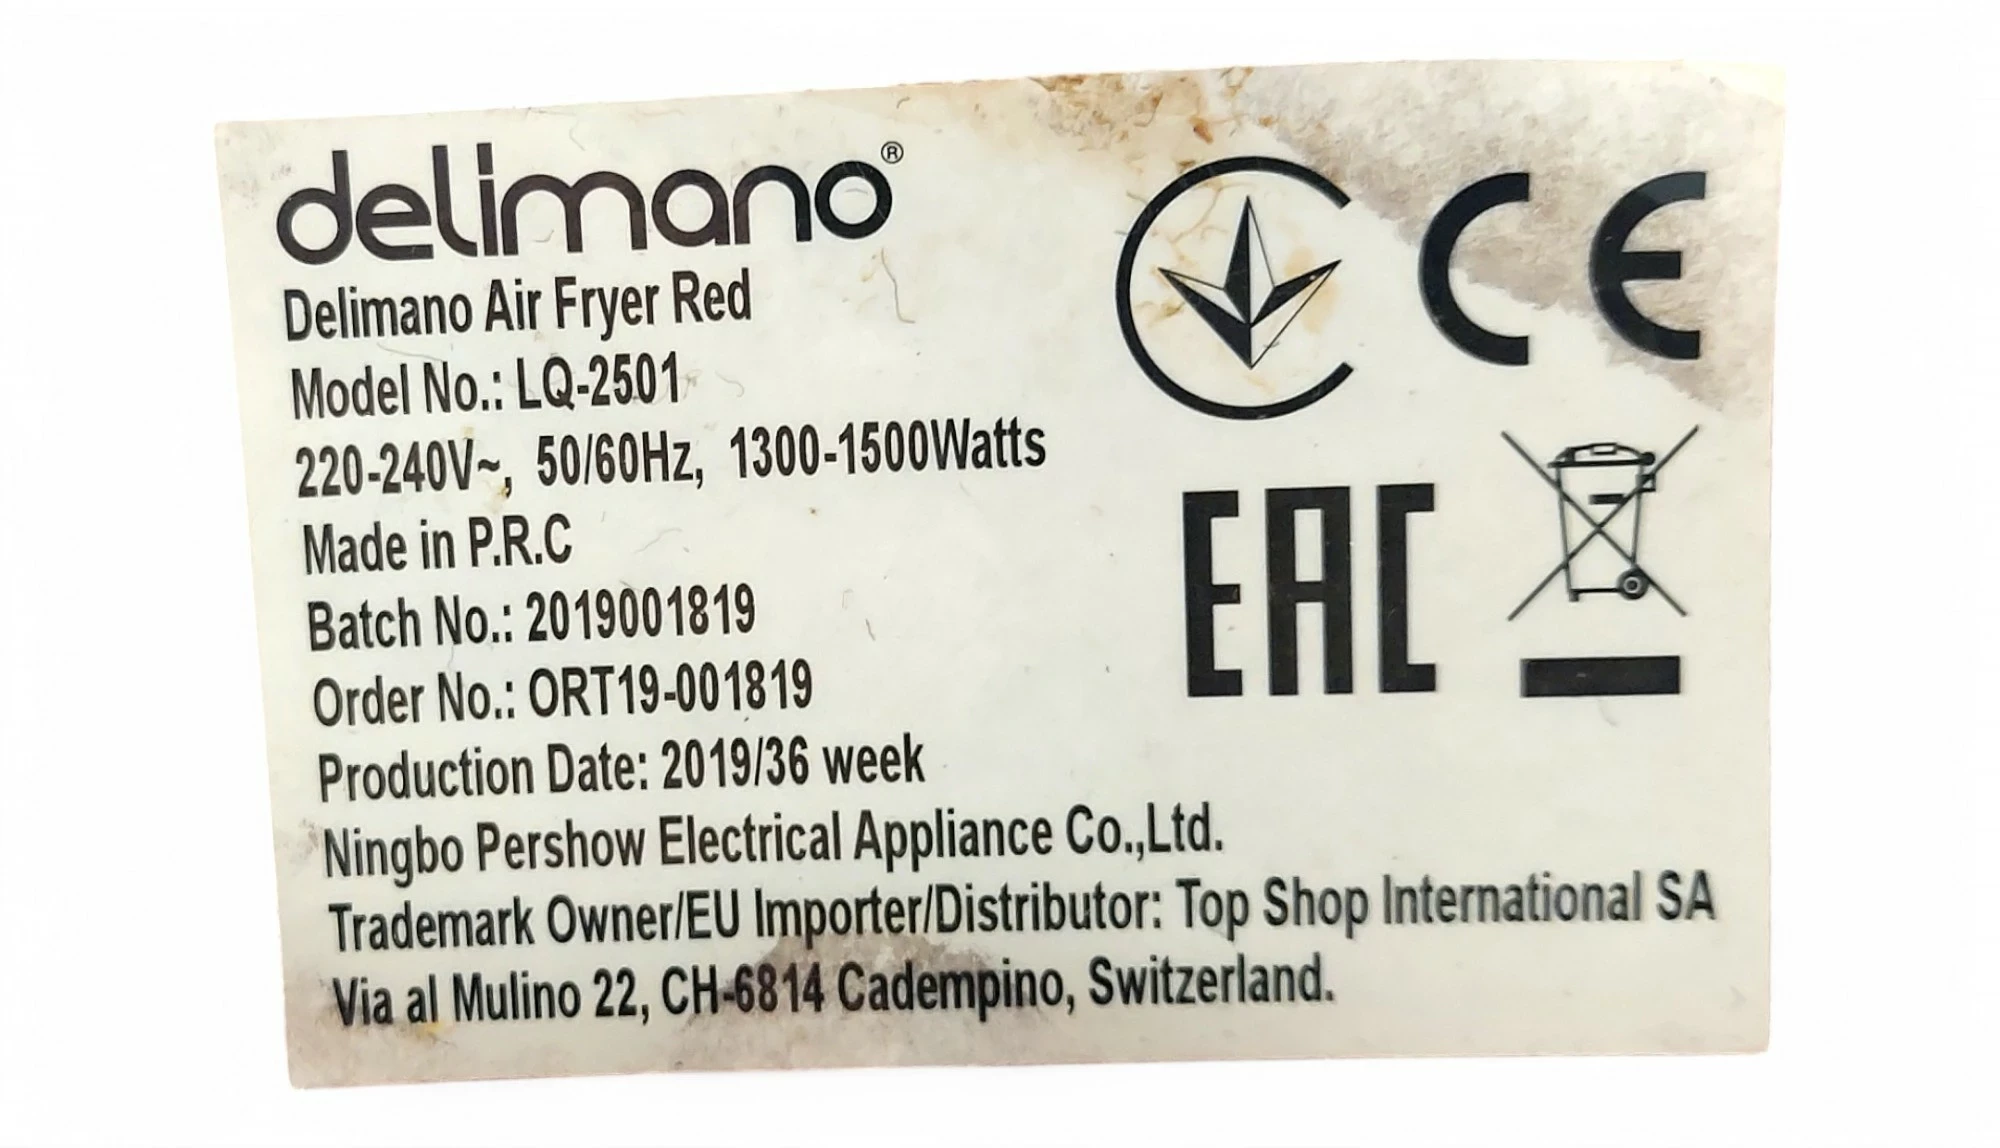 delimano®
Delimano Air Fryer Red
Model No.: LQ-2501
220-240V~, 50/60Hz, 1300-1500Watts
Made in P.R.C
Batch No.: 2019001819
Order No.: ORT19-001819
Production Date: 2019/36 week
Ningbo Pershow Electrical Appliance Co.,Ltd.
Trademark Owner/EU Importer/Distributor: Top Shop International SA
Via al Mulino 22, CH-6814 Cadempino, Switzerland.
CE
EAC